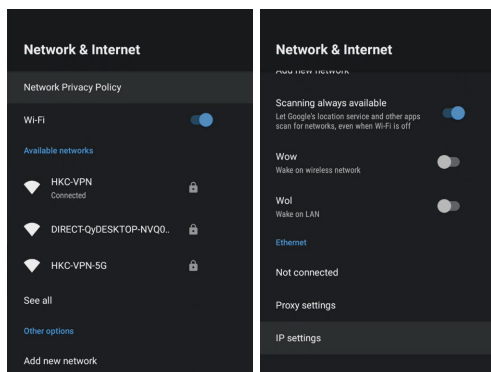 Network & Internet
Network Privacy Policy
Wi-Fi
Available networks
HKC-VPN
Connected
DIRECT-QyDESKTOP-NVQ0..
HKC-VPN-5G
See all
Other options
Add new network
Network & Internet
Add new network
Scanning always available
Let Google's location service and other apps
scan for networks, even when Wi-Fi is off
Wow
Wake on wireless network
Wol
Wake on LAN
Ethernet
Not connected
Proxy settings
IP settings